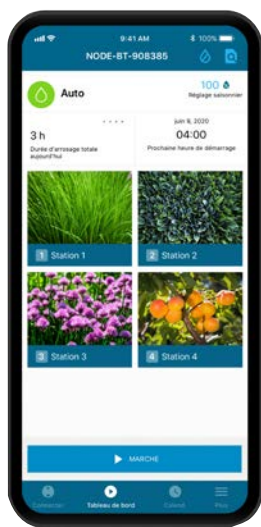 9:41 AM
100%
NODE-BT-908385
Auto
100
Réglage saisonnier
3 h
Durée d'arrosage totale
aujourd'hui
juin 9, 2020
04:00
Prochaine heure de démarrage
1 Station 1
2 Station 2
3 Station 3
4 Station 4
MARCHE
Connecter
Tableau de bord
Calend
Plus